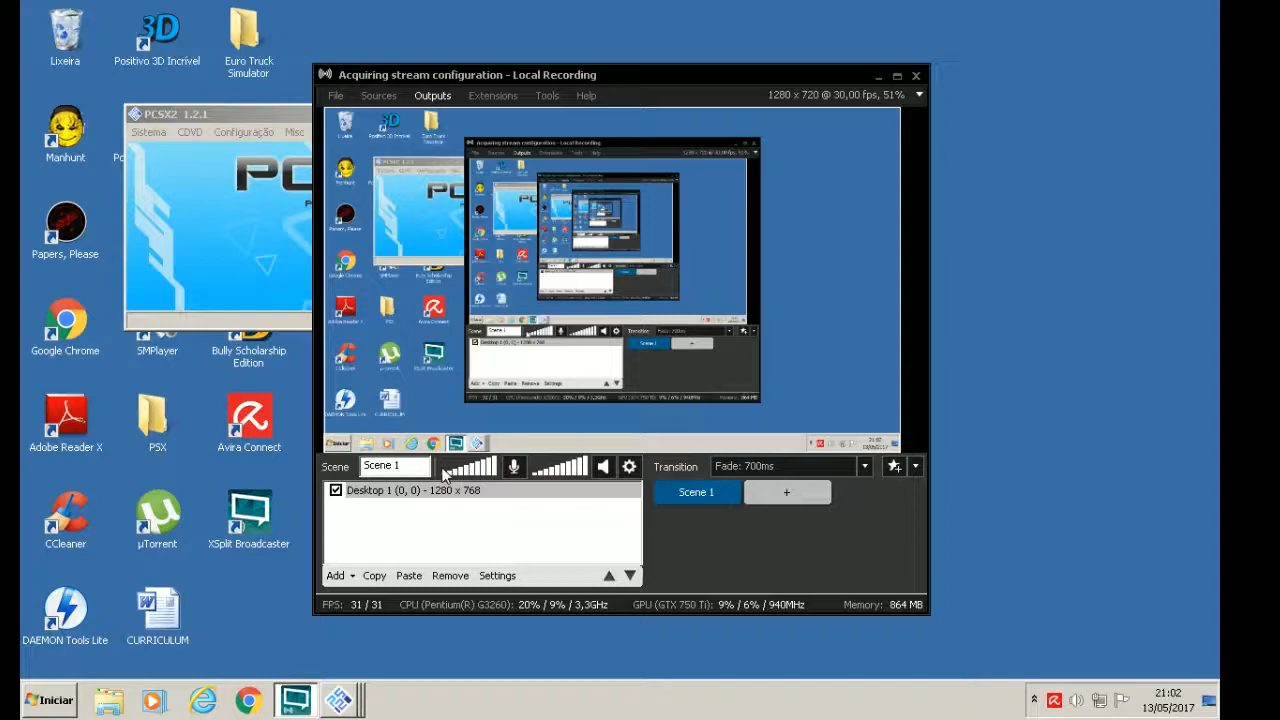 Lixeira
Positivo 3D Incrível
Euro Truck
Simulator
Manhunt
PCSX2 1.2.1
Sistema CDVD Configuração Misc
Papers, Please
Google Chrome
SMPlayer
Bully Scholarship
Edition
Adobe Reader X
PSX
Avira Connect
CCleaner
µTorrent
XSplit Broadcaster
DAEMON Tools Lite
CURRICULUM
Acquiring stream configuration - Local Recording
File Sources Outputs Extensions Tools Help
1280 x 720 @ 30,00 fps, 51%
Scene Scene 1
Transition Fade: 700ms
Desktop 1 (0, 0) - 1280 x 768
Scene 1 +
Add Copy Paste Remove Settings
FPS: 31 / 31 CPU (Pentium(R) G3260): 20% / 9% / 3,3GHz GPU (GTX 750 Ti): 9% / 6% / 940MHz Memory: 864 MB
Iniciar
21:02
13/05/2017